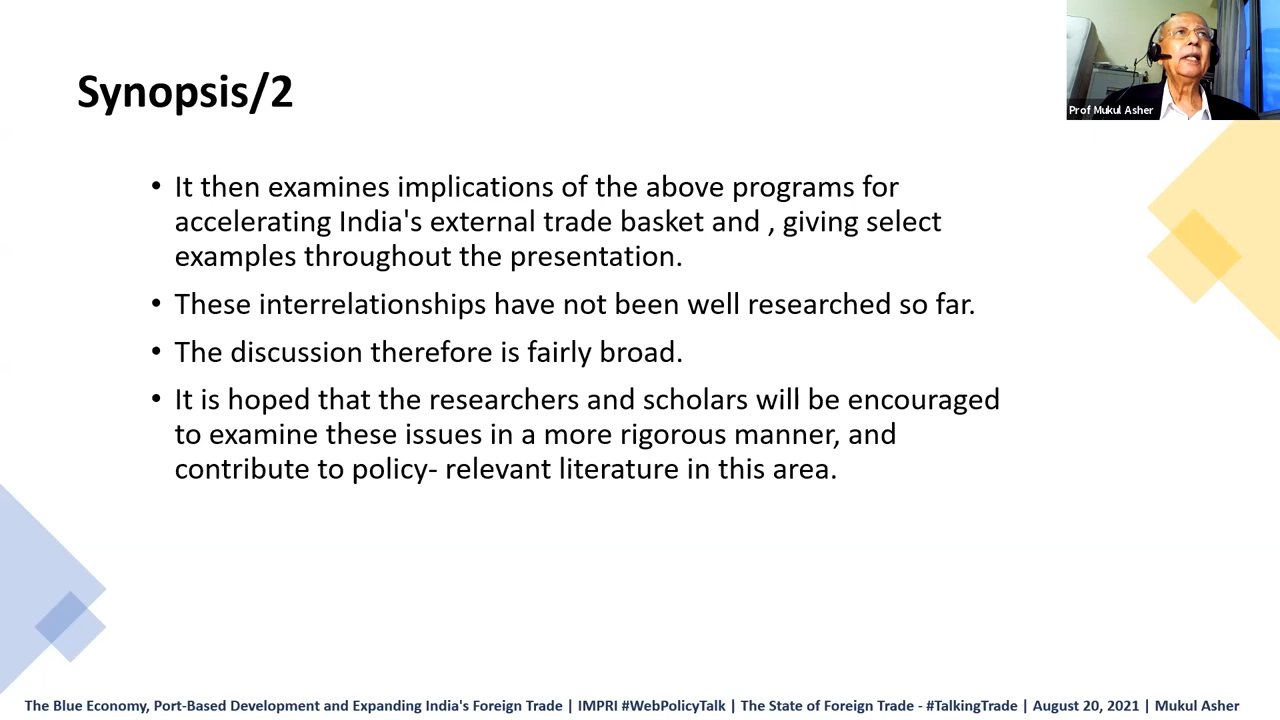 Synopsis/2
Prof Mukul Asher
• It then examines implications of the above programs for
accelerating India's external trade basket and , giving select
examples throughout the presentation.
• These interrelationships have not been well researched so far.
• The discussion therefore is fairly broad.
• It is hoped that the researchers and scholars will be encouraged
to examine these issues in a more rigorous manner, and
contribute to policy- relevant literature in this area.
The Blue Economy, Port-Based Development and Expanding India's Foreign Trade | IMPRI #WebPolicyTalk | The State of Foreign Trade - #TalkingTrade | August 20, 2021 | Mukul Asher